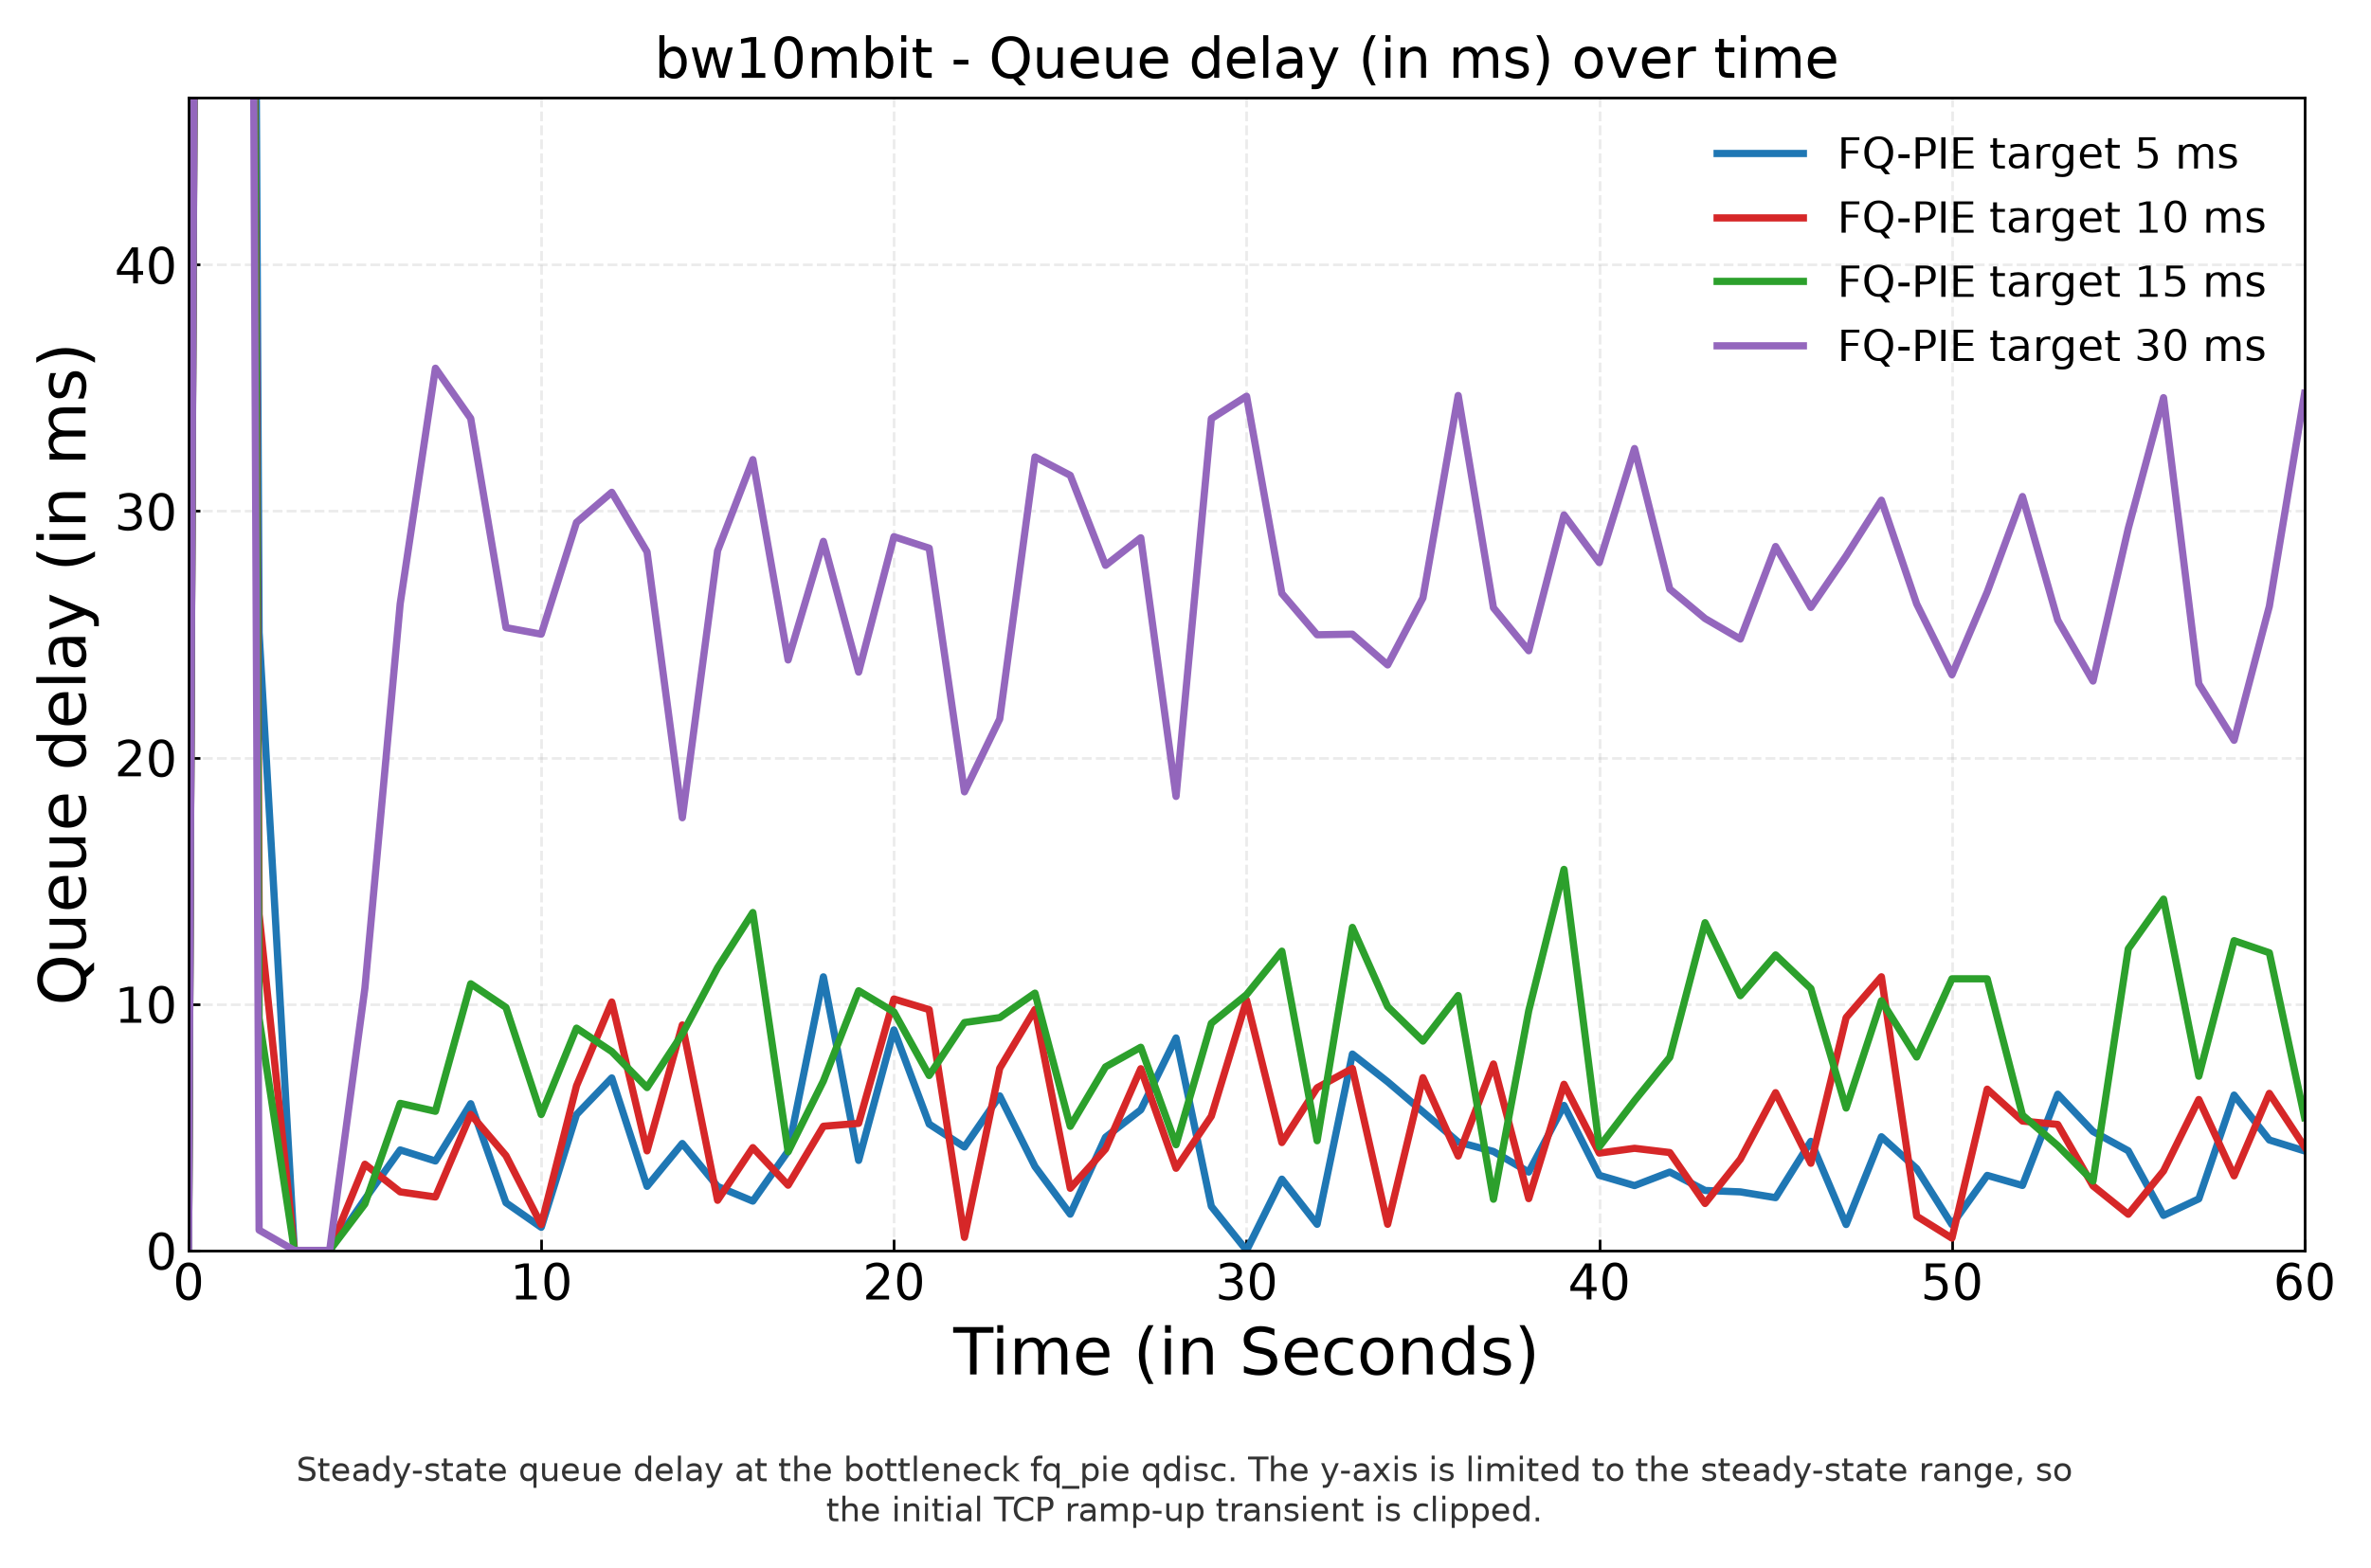 bw10mbit - Queue delay (in ms) over time
FQ-PIE target 5 ms
FQ-PIE target 10 ms
FQ-PIE target 15 ms
FQ-PIE target 30 ms
Queue delay (in ms)
40
30
20
10
0
0 10 20 30 40 50 60
Time (in Seconds)
Steady-state queue delay at the bottleneck fq_pie qdisc. The y-axis is limited to the steady-state range, so
the initial TCP ramp-up transient is clipped.